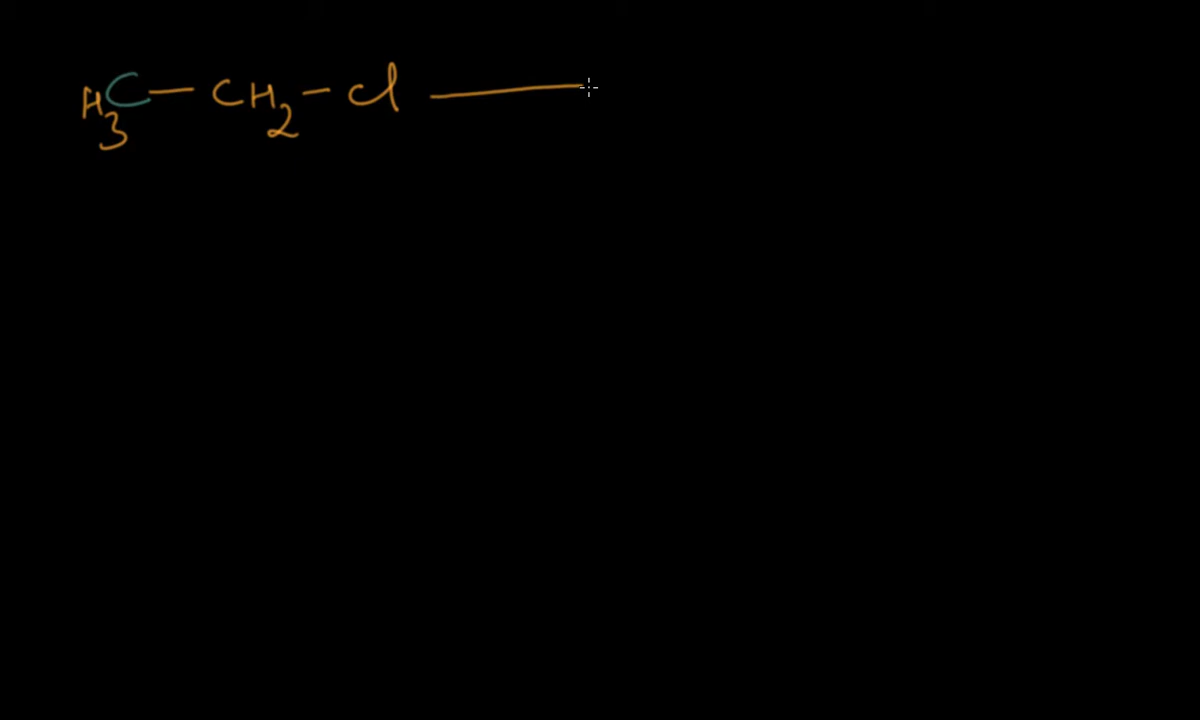 H₃C — CH₂ — Cl ———